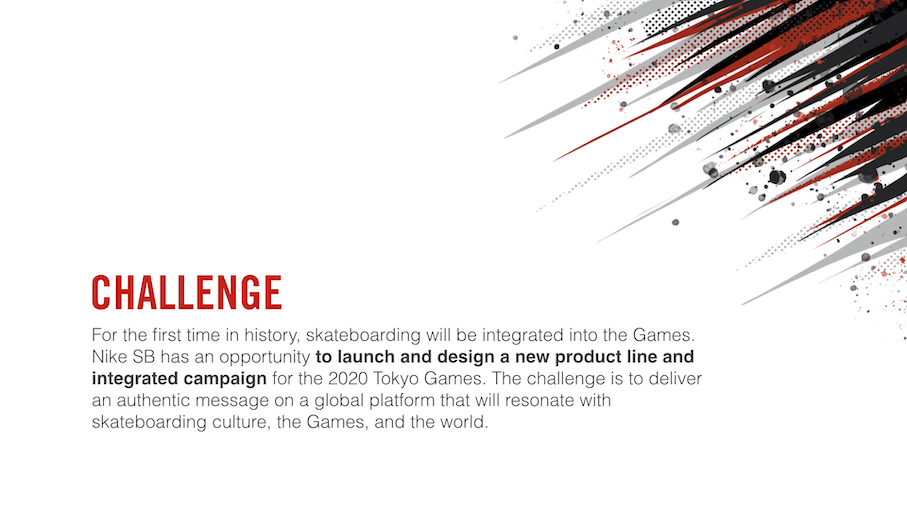 CHALLENGE
For the first time in history, skateboarding will be integrated into the Games.
Nike SB has an opportunity to launch and design a new product line and
integrated campaign for the 2020 Tokyo Games. The challenge is to deliver
an authentic message on a global platform that will resonate with
skateboarding culture, the Games, and the world.